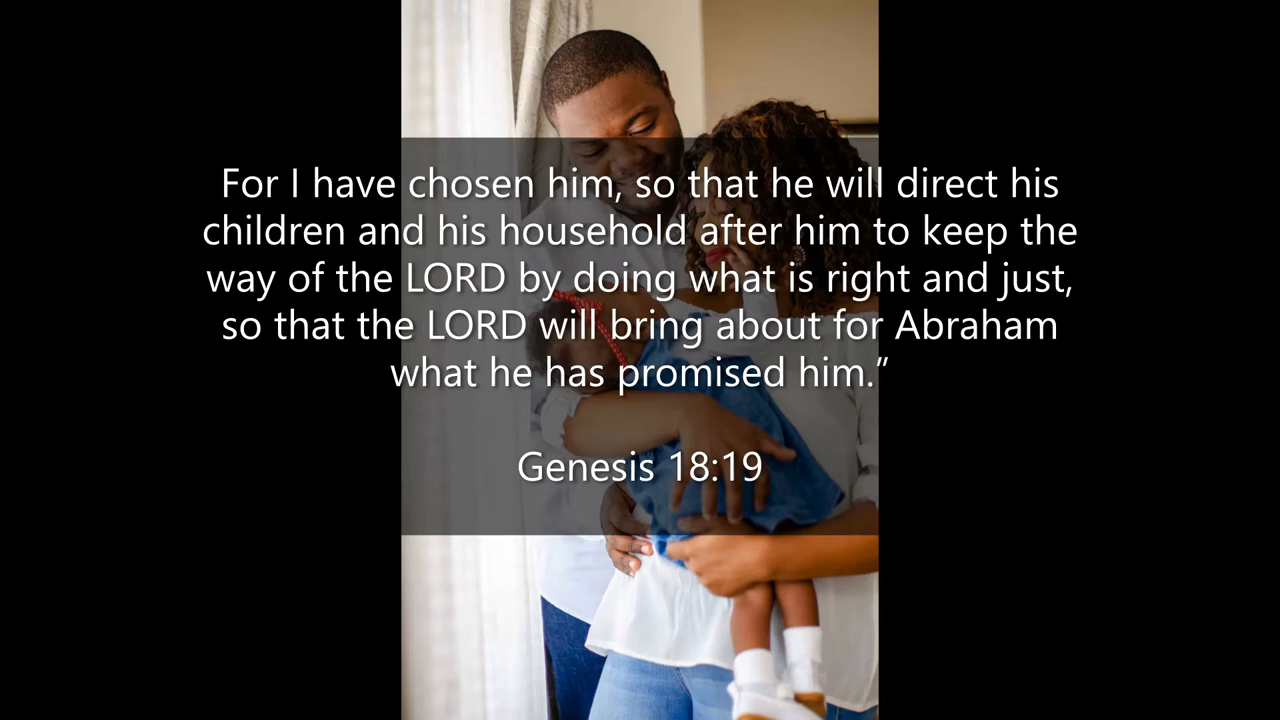 For I have chosen him, so that he will direct his
children and his household after him to keep the
way of the LORD by doing what is right and just,
so that the LORD will bring about for Abraham
what he has promised him.”
Genesis 18:19